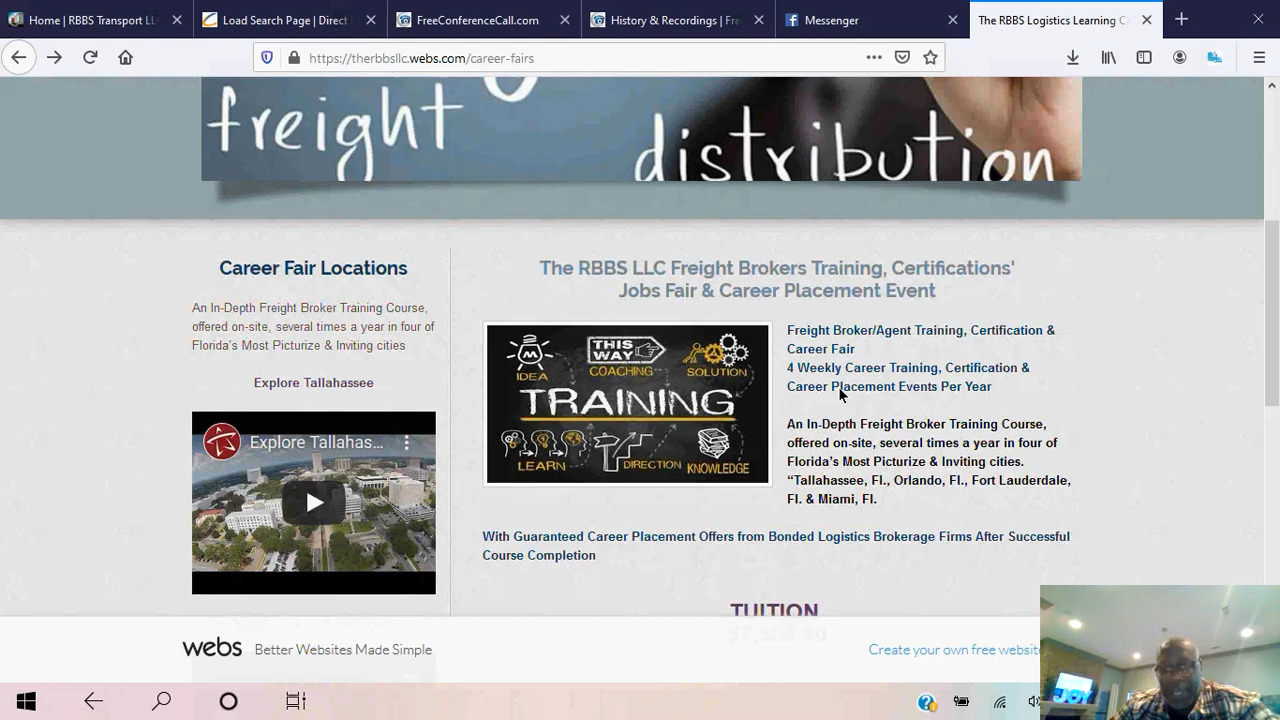 Home | RBBS Transport LL
Load Search Page | Direct
FreeConferenceCall.com
History & Recordings | Fre
Messenger
The RBBS Logistics Learning C
https://therbbsllc.webs.com/career-fairs
freight
distribution
Career Fair Locations
An In-Depth Freight Broker Training Course,
offered on-site, several times a year in four of
Florida's Most Picturize & Inviting cities
Explore Tallahassee
Explore Tallahas...
The RBBS LLC Freight Brokers Training, Certifications'
Jobs Fair & Career Placement Event
IDEA
THIS
WAY
COACHING
SOLUTION
TRAINING
LEARN
DIRECTION
KNOWLEDGE
Freight Broker/Agent Training, Certification &
Career Fair
4 Weekly Career Training, Certification &
Career Placement Events Per Year
An In-Depth Freight Broker Training Course,
offered on-site, several times a year in four of
Florida's Most Picturize & Inviting cities.
“Tallahassee, Fl., Orlando, Fl., Fort Lauderdale,
Fl. & Miami, Fl.
With Guaranteed Career Placement Offers from Bonded Logistics Brokerage Firms After Successful
Course Completion
TUITION
webs Better Websites Made Simple
Create your own free website
JOY